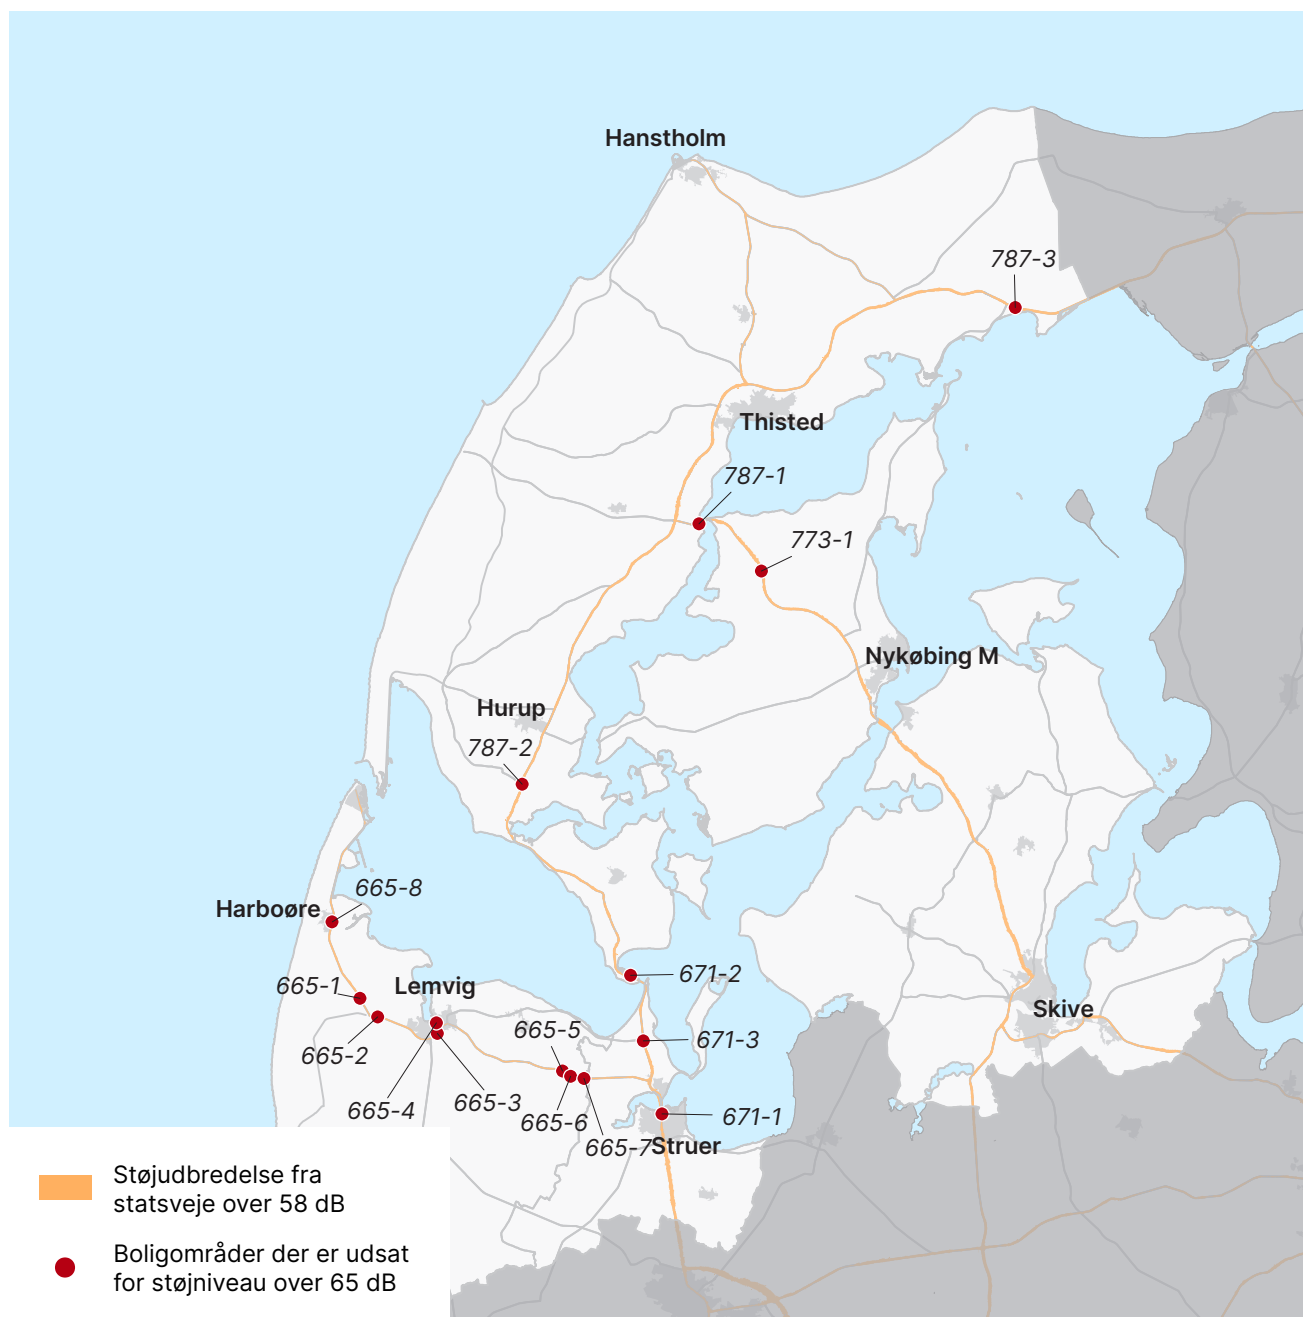 Hanstholm
787-3
Thisted
787-1
773-1
Nykøbing M
Hurup
787-2
665-8
Harboøre
671-2
665-1
Lemvig
Skive
665-5
671-3
665-2
665-3
665-4
665-6
671-1
665-7
Struer
Støjudbredelse fra
statsveje over 58 dB
Boligområder der er udsat
for støjniveau over 65 dB